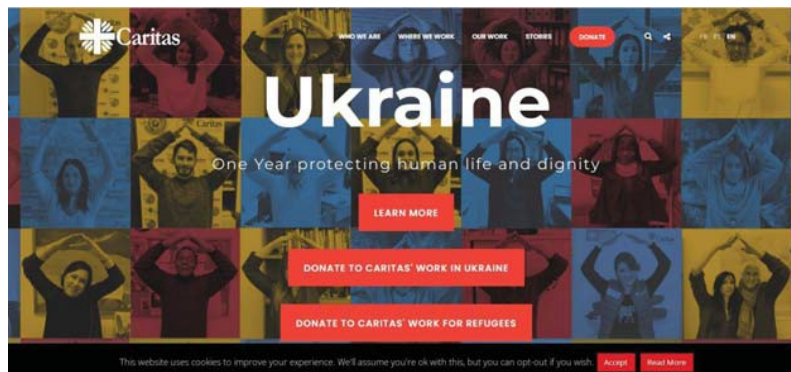 Caritas
WHO WE ARE WHERE WE WORK OUR WORK STORIES DONATE FR ES EN
Ukraine
Caritas
One Year protecting human life and dignity
LEARN MORE
DONATE TO CARITAS' WORK IN UKRAINE
DONATE TO CARITAS' WORK FOR REFUGEES
This website uses cookies to improve your experience. We'll assume you're ok with this, but you can opt-out if you wish. Accept Read More